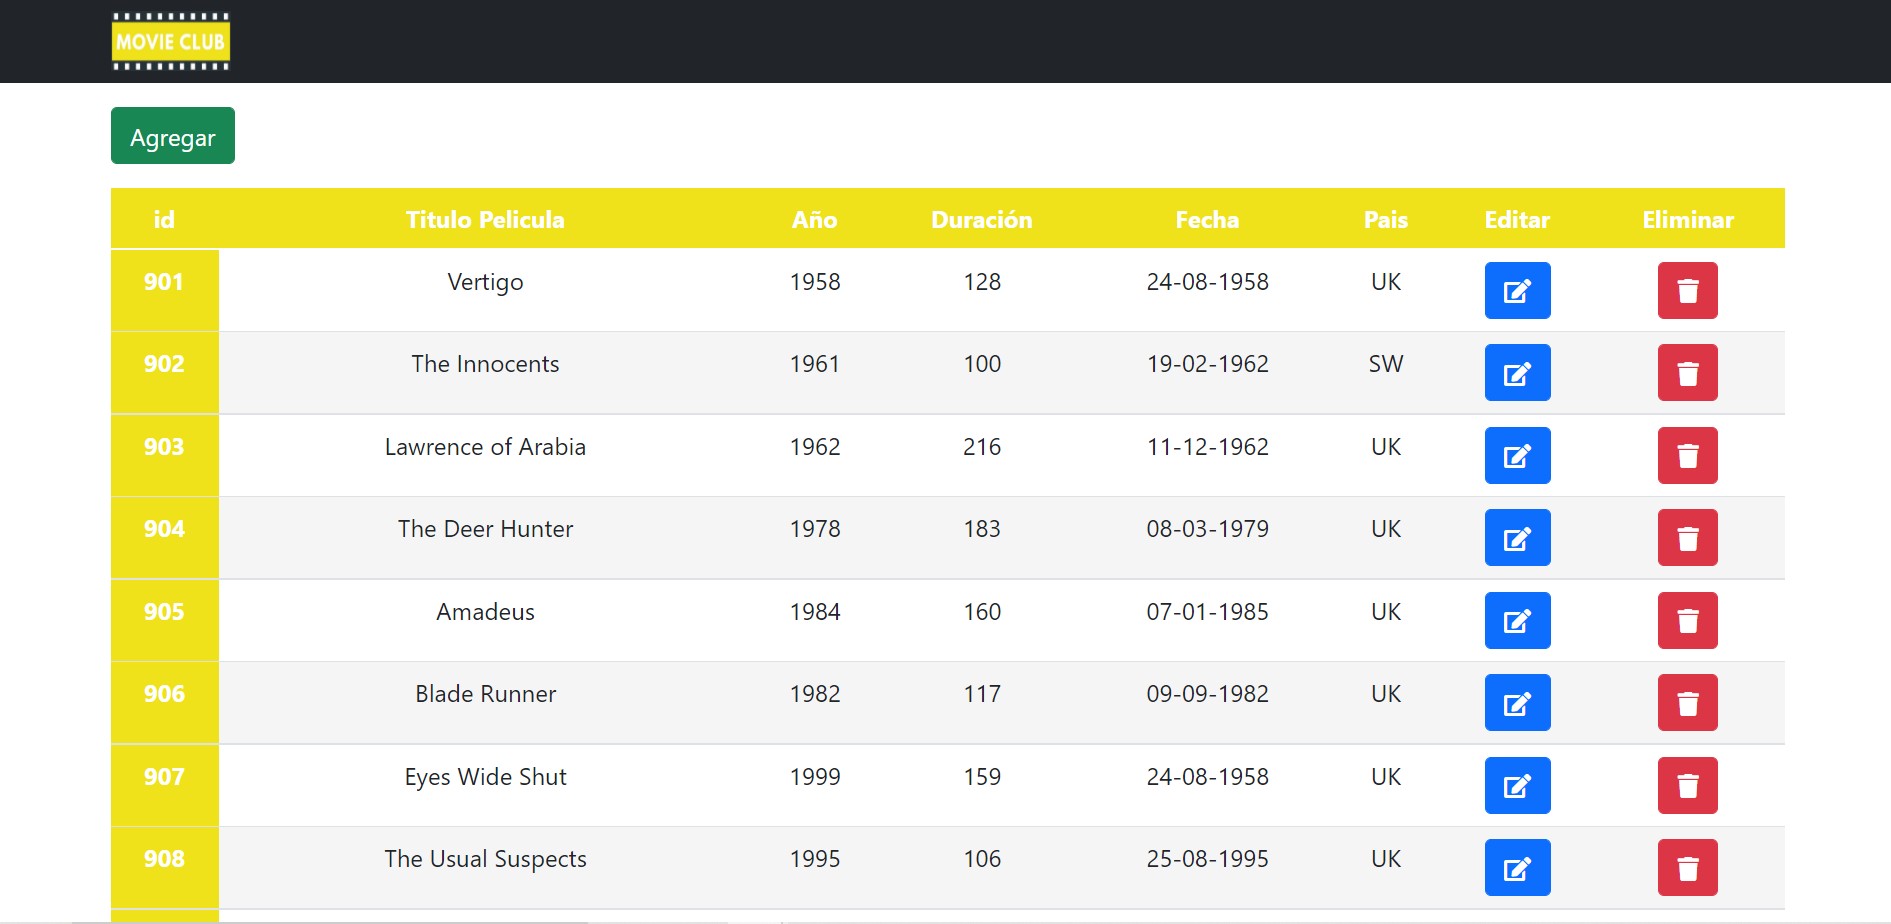 MOVIE CLUB
Agregar
id Titulo Pelicula Año Duración Fecha Pais Editar Eliminar
901 Vertigo 1958 128 24-08-1958 UK
902 The Innocents 1961 100 19-02-1962 SW
903 Lawrence of Arabia 1962 216 11-12-1962 UK
904 The Deer Hunter 1978 183 08-03-1979 UK
905 Amadeus 1984 160 07-01-1985 UK
906 Blade Runner 1982 117 09-09-1982 UK
907 Eyes Wide Shut 1999 159 24-08-1958 UK
908 The Usual Suspects 1995 106 25-08-1995 UK